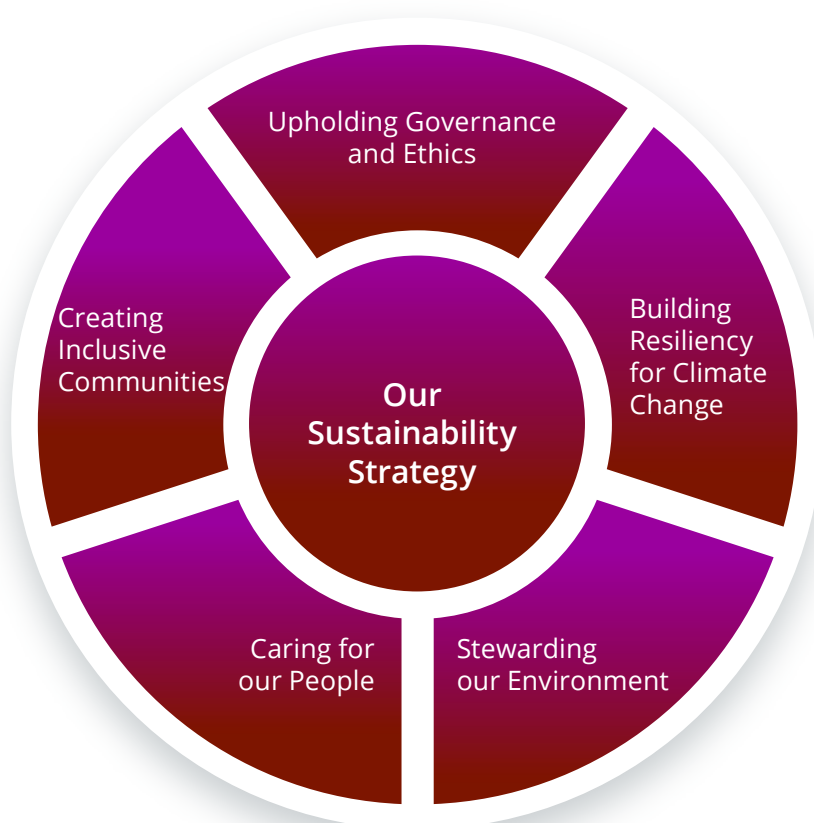 Upholding Governance
and Ethics
Building
Resiliency
for Climate
Change
Creating
Inclusive
Communities
Our
Sustainability
Strategy
Caring for
our People
Stewarding
our Environment